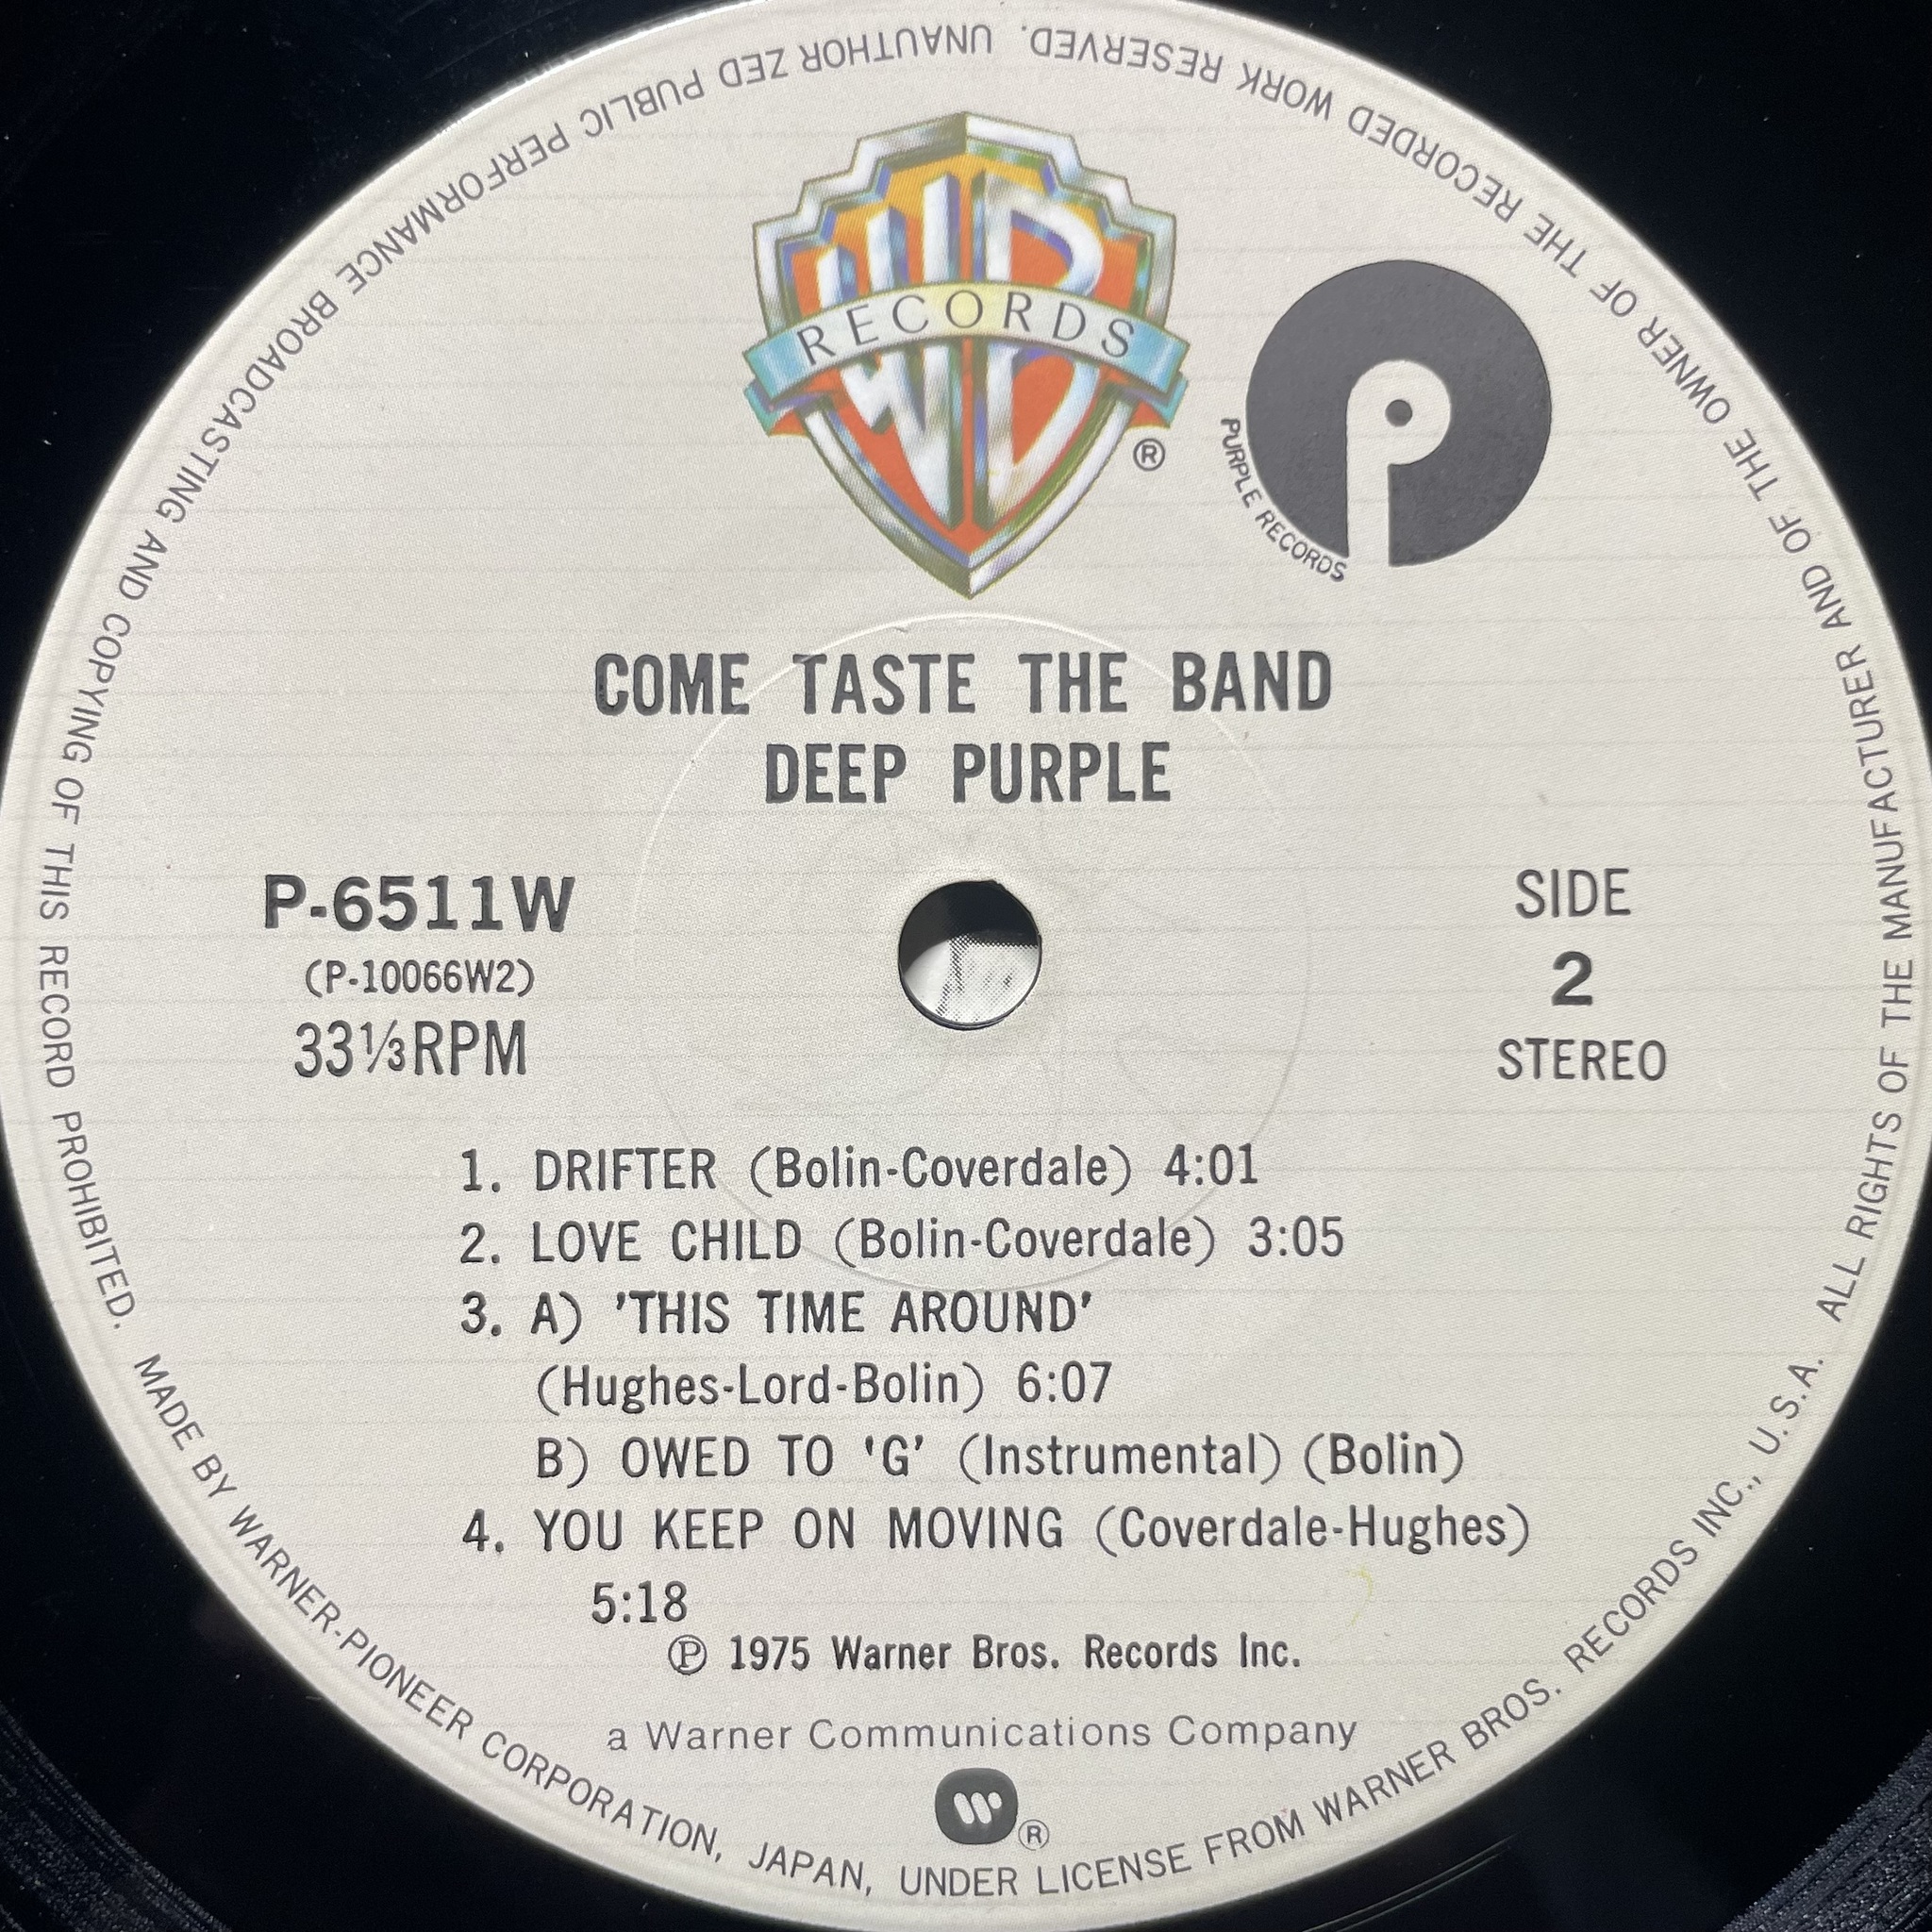 WB
RECORDS
®
P
PURPLE RECORDS
COME TASTE THE BAND
DEEP PURPLE
P-6511W
(P-10066W2)
33⅓RPM
SIDE
2
STEREO
1. DRIFTER (Bolin-Coverdale) 4:01
2. LOVE CHILD (Bolin-Coverdale) 3:05
3. A) 'THIS TIME AROUND'
(Hughes-Lord-Bolin) 6:07
B) OWED TO 'G' (Instrumental) (Bolin)
4. YOU KEEP ON MOVING (Coverdale-Hughes)
5:18
℗ 1975 Warner Bros. Records Inc.
a Warner Communications Company
®
MADE BY WARNER-PIONEER CORPORATION, JAPAN, UNDER LICENSE FROM WARNER BROS. RECORDS INC., U.S.A. ALL RIGHTS OF THE MANUFACTURER AND OF THE OWNER OF THE RECORDED WORK RESERVED. UNAUTHOR ZED PUBLIC PERFORMANCE BROADCASTING AND COPYING OF THIS RECORD PROHIBITED.